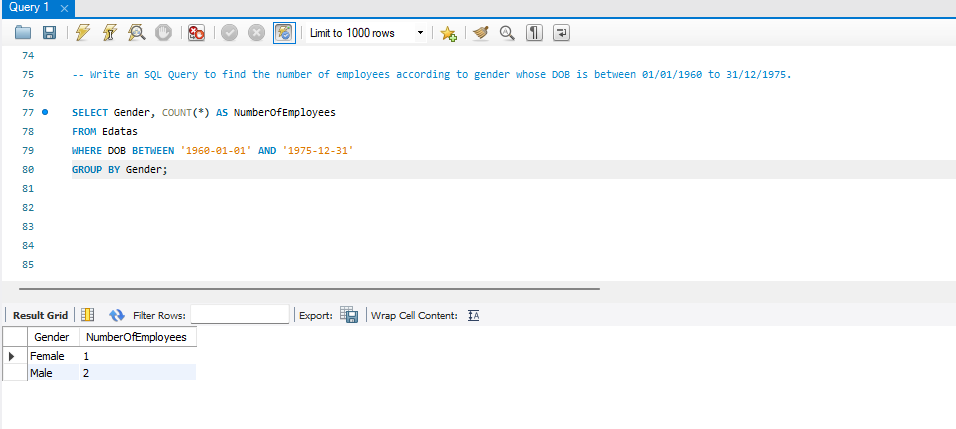 Query 1
Limit to 1000 rows
74
75 -- Write an SQL Query to find the number of employees according to gender whose DOB is between 01/01/1960 to 31/12/1975.
76
77 SELECT Gender, COUNT(*) AS NumberOfEmployees
78 FROM Edatas
79 WHERE DOB BETWEEN '1960-01-01' AND '1975-12-31'
80 GROUP BY Gender;
81
82
83
84
85
Result Grid Filter Rows: Export: Wrap Cell Content:
Gender NumberOfEmployees
Female 1
Male 2